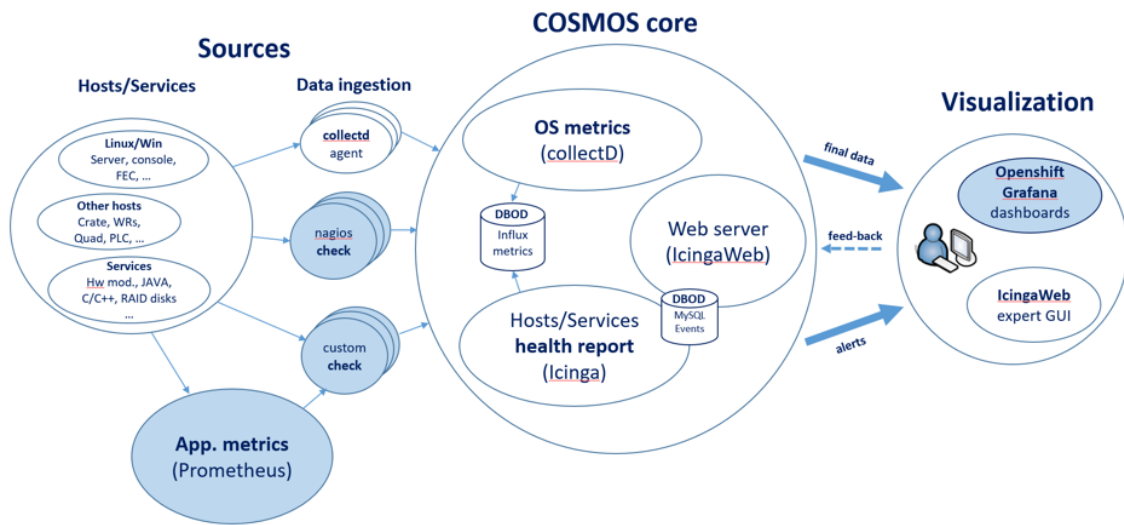 COSMOS core
Sources
Hosts/Services
Data ingestion
Linux/Win
Server, console,
FEC, ...
Other hosts
Crate, WRs,
Quad, PLC, ...
Services
Hw mod., JAVA,
C/C++, RAID disks
...
collectd
agent
nagios
check
custom
check
App. metrics
(Prometheus)
OS metrics
(collectD)
DBOD
Influx
metrics
Web server
(IcingaWeb)
DBOD
MySQL
Events
Hosts/Services
health report
(Icinga)
final data
feed-back
alerts
Visualization
Openshift
Grafana
dashboards
IcingaWeb
expert GUI